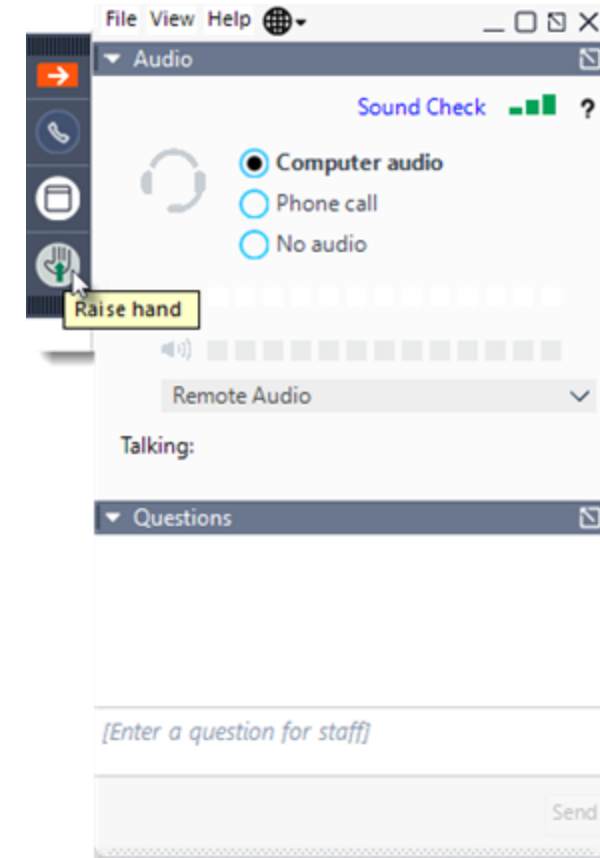 File View Help
Audio
Sound Check ?
Computer audio
Phone call
No audio
Raise hand
Remote Audio
Talking:
Questions
[Enter a question for staff]
Send